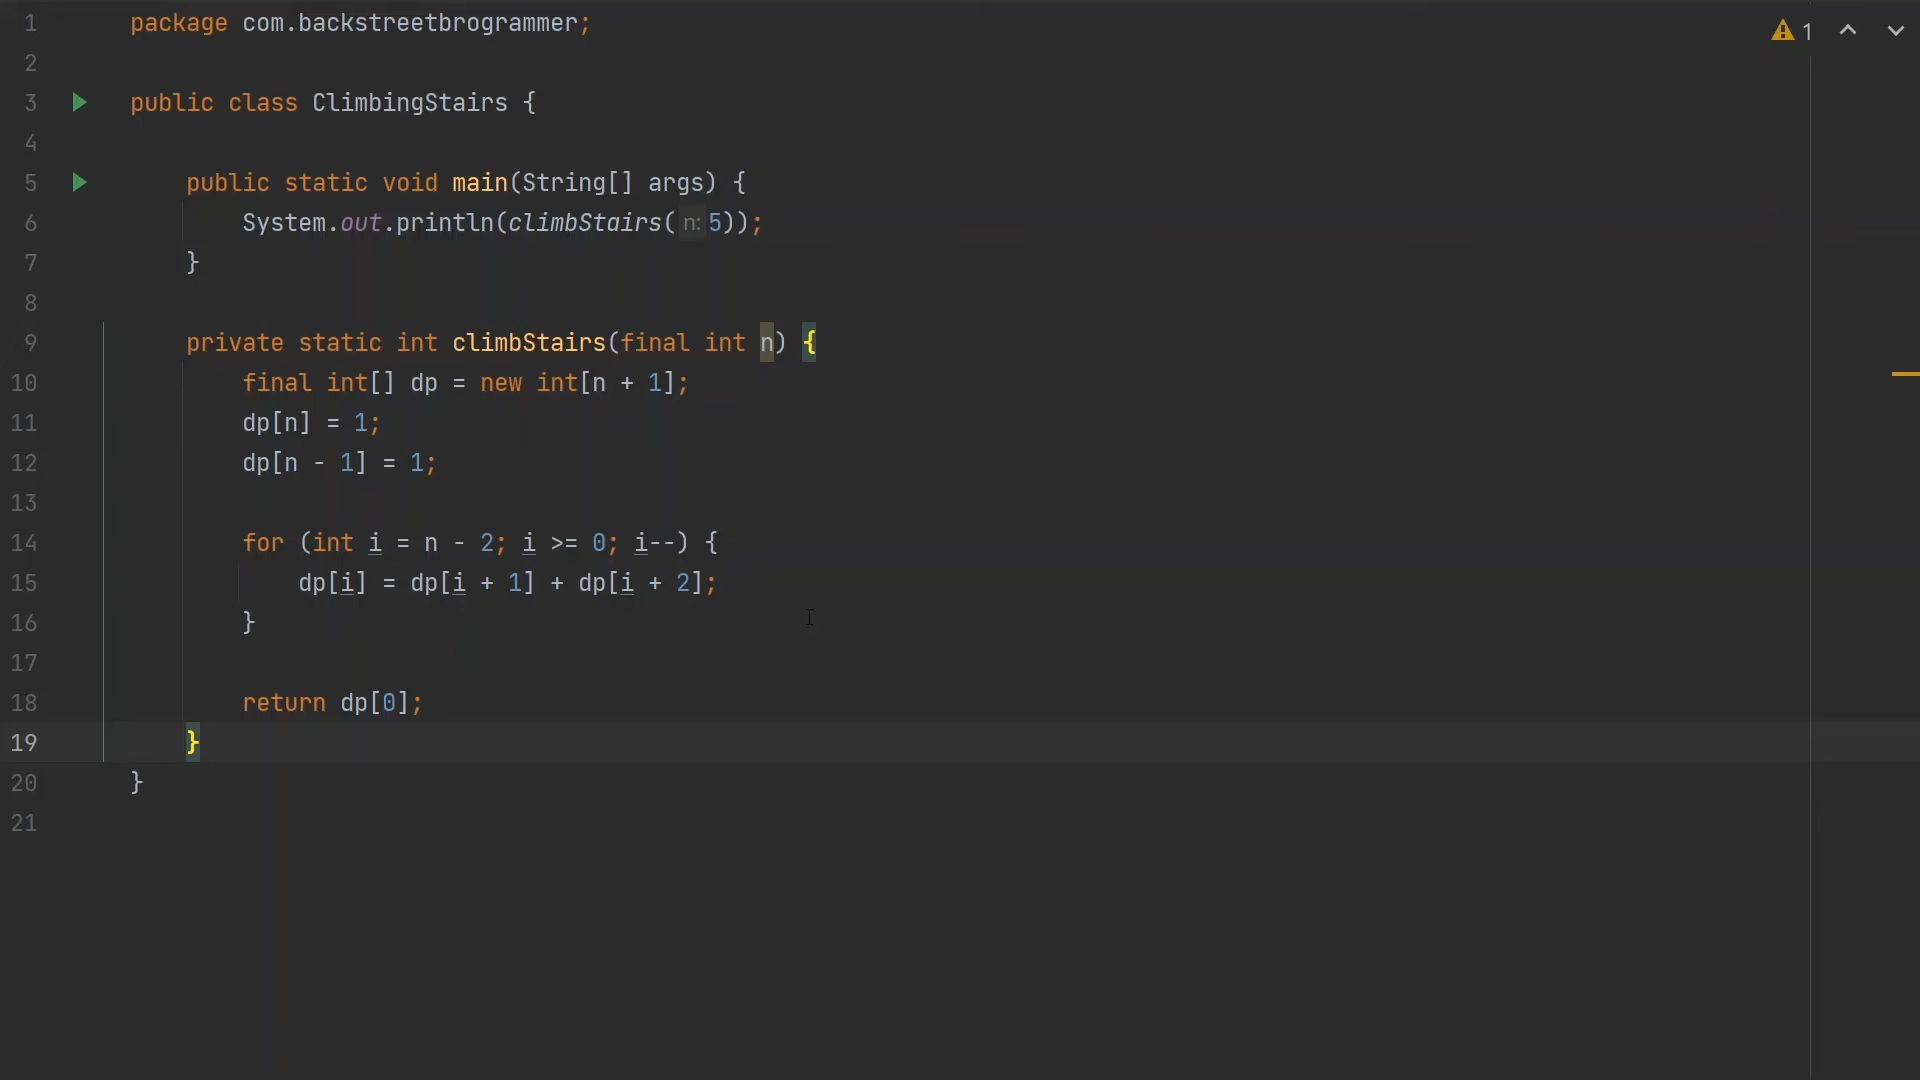 1 package com.backstreetbrogrammer;
2
3 public class ClimbingStairs {
4
5     public static void main(String[] args) {
6         System.out.println(climbStairs( n: 5));
7     }
8
9     private static int climbStairs(final int n) {
10         final int[] dp = new int[n + 1];
11         dp[n] = 1;
12         dp[n - 1] = 1;
13
14         for (int i = n - 2; i >= 0; i--) {
15             dp[i] = dp[i + 1] + dp[i + 2];
16         }
17
18         return dp[0];
19     }
20 }
21
1